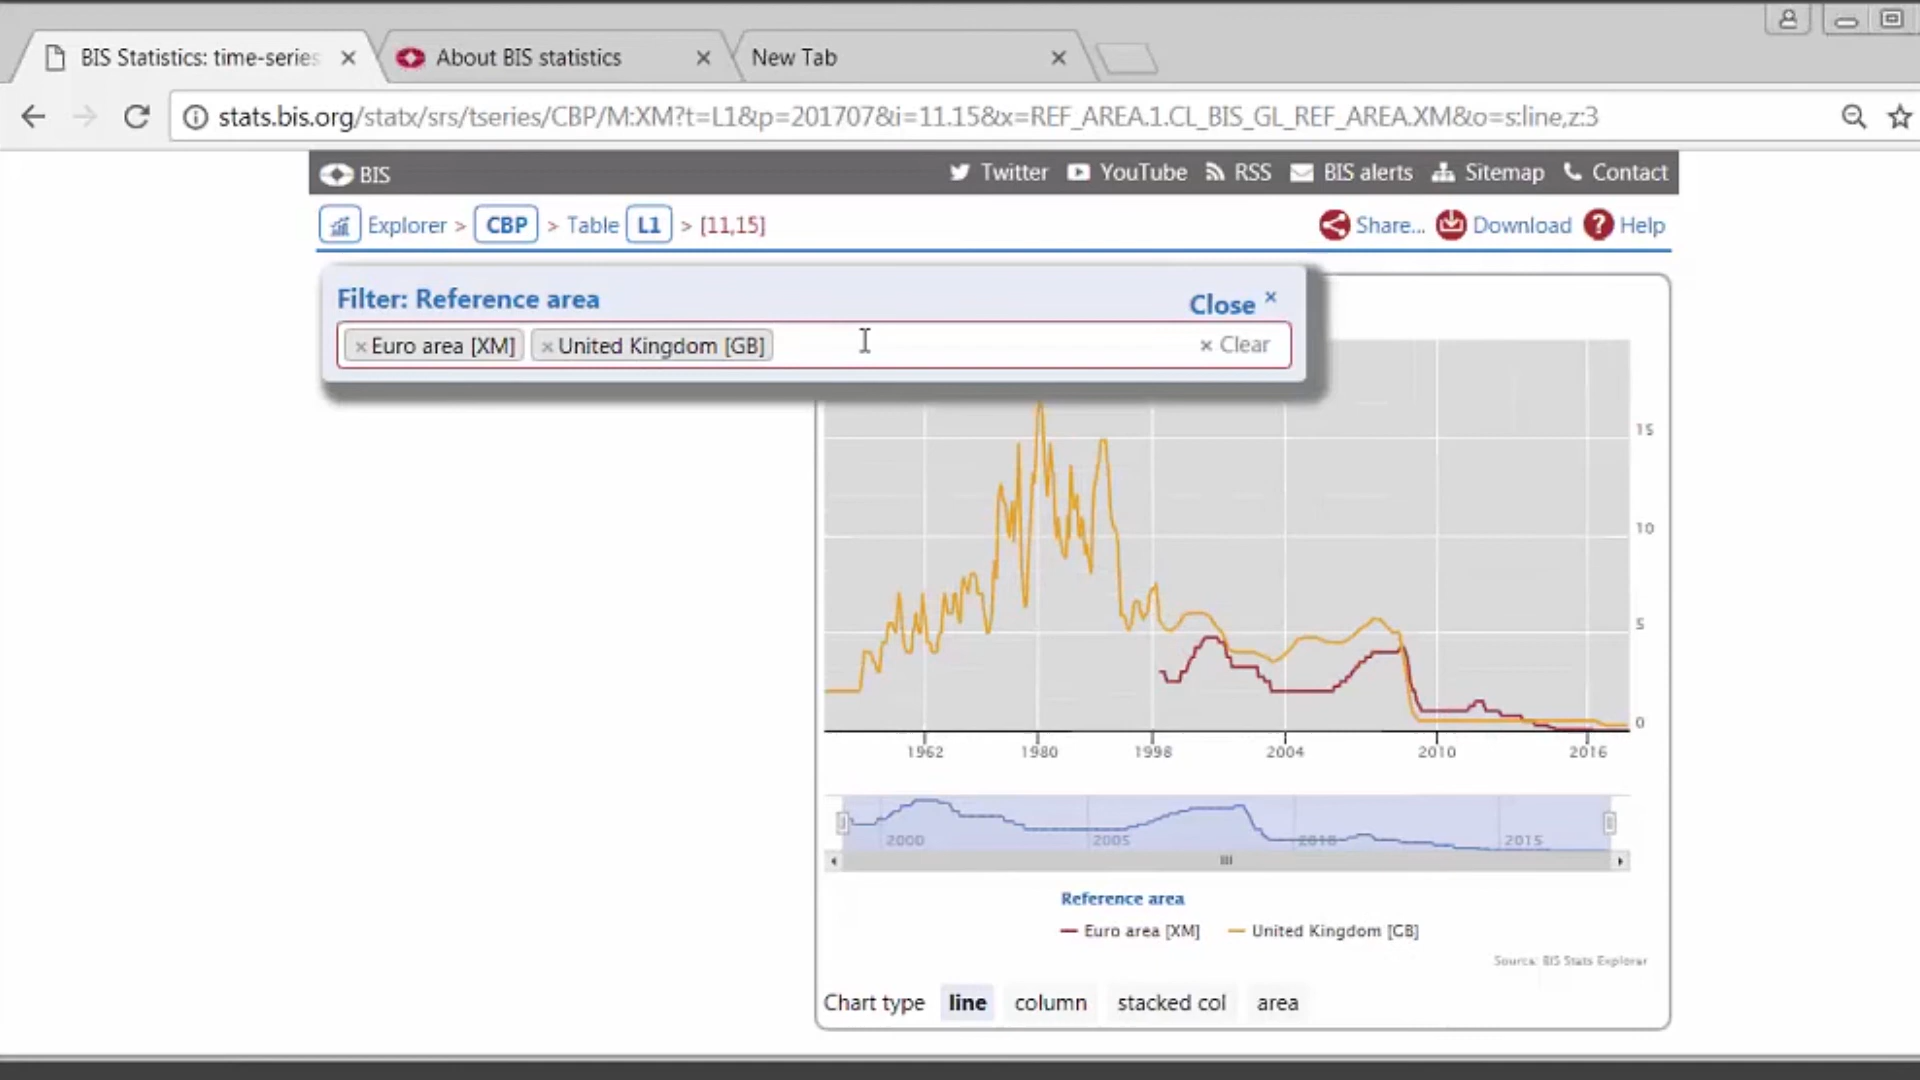 BIS Statistics: time-series
About BIS statistics
New Tab
stats.bis.org/statx/srs/tseries/CBP/M:XM?t=L1&p=201707&i=11.15&x=REF_AREA.1.CL_BIS_GL_REF_AREA.XM&o=s:line,z:3
BIS Twitter YouTube RSS BIS alerts Sitemap Contact
Explorer > CBP > Table L1 > [11,15] Share... Download ? Help
Filter: Reference area Close ×
× Euro area [XM] × United Kingdom [GB] × Clear
15
10
5
0
1962 1980 1998 2004 2010 2016
2000 2005 2010 2015
Reference area
Euro area [XM] United Kingdom [GB]
Source: BIS Stats Explorer
Chart type line column stacked col area